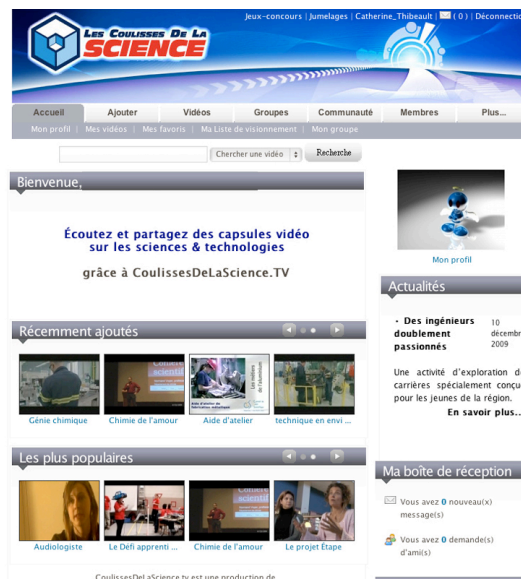 Jeux-concours | Jumelages | Catherine_Thibeault | ( 0 ) | Déconnectio
LES COULISSES DE LA
SCIENCE
Accueil Ajouter Vidéos Groupes Communauté Membres Plus...
Mon profil | Mes vidéos | Mes favoris | Ma Liste de visionnement | Mon groupe
Chercher une vidéo Recherche
Bienvenue,
Écoutez et partagez des capsules vidéo
sur les sciences & technologies
grâce à CoulissesDeLaScience.TV
Mon profil
Actualités
• Des ingénieurs
doublement
passionnés
10
décembr
2009
Une activité d'exploration de
carrières spécialement conçu
pour les jeunes de la région.
En savoir plus...
Récemment ajoutés
Génie chimique Chimie de l'amour Aide d'atelier technique en envi ...
Les plus populaires
Audiologiste Le Défi apprenti ... Chimie de l'amour Le projet Étape
Ma boîte de réception
Vous avez 0 nouveau(x)
message(s)
Vous avez 0 demande(s)
d'ami(s)
CoulissesDeLaScience.tv est une production de